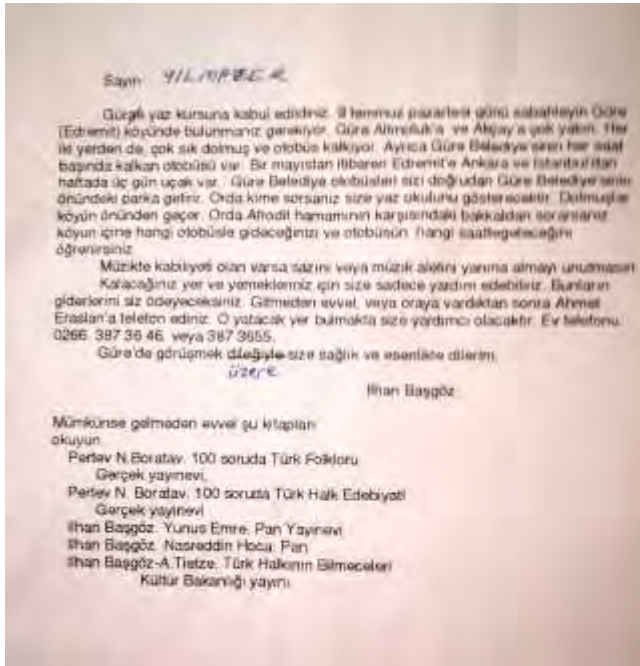 Sayın YILMAZER
Gürgili yaz kursuna kabul edildiniz. 9 temmuz pazartesi günü sabahleyin Güre
(Edremit) köyünde bulunmanız gerekiyor. Güre Altınoluk'a ve Akçay'a çok yakın. Her
iki yerden de, çok sık dolmuş ve otobüs kalkıyor. Ayrıca Güre Belediyesinin her saat
başında kalkan otobüsü var. Bir mayıstan itibaren Edremit'e Ankara ve İstanbul'dan
haftada üç gün uçak var. Güre Belediye otobüsleri sizi doğrudan Güre Belediyesinin
önündeki parka getirir. Orda kime sorsanız size yaz okulunu gösterecektir. Dolmuşlar
köyün önünden geçer. Orda Afrodit hamamının karşısındaki bakkaldan sorarsanız
köyün içine hangi otobüsle gideceğinizi ve otobüsün hangi saattegeleceğini
öğrenirsiniz.
Müzikte kabiliyeti olan varsa sazını veya müzik aletini yanına almayı unutmasın
Kalacağınız yer ve yemekleriniz için size sadece yardım edebiliriz. Bunların
giderlerini siz ödeyeceksiniz. Gitmeden evvel, veya oraya vardıktan sonra Ahmet
Eraslan'a telefon ediniz. O yatacak yer bulmakta size yardımcı olacaktır. Ev telefonu
0266. 387 36 46 veya 387 3655.
Güre'de görüşmek dileğiyle size sağlık ve esenlikte dilerim.
üzere
İlhan Başgöz
Mümkünse gelmeden evvel şu kitapları
okuyun.
Pertev N.Boratav. 100 soruda Türk Folkloru
Gerçek yayınevi,
Pertev N. Boratav. 100 soruda Türk Halk Edebiyatı
Gerçek yayınevi
İlhan Başgöz. Yunus Emre. Pan Yayınevi
İlhan Başgöz. Nasreddin Hoca. Pan
İlhan Başgöz-A.Tietze. Türk Halkının Bilmeceleri
Kültür Bakanlığı yayını.